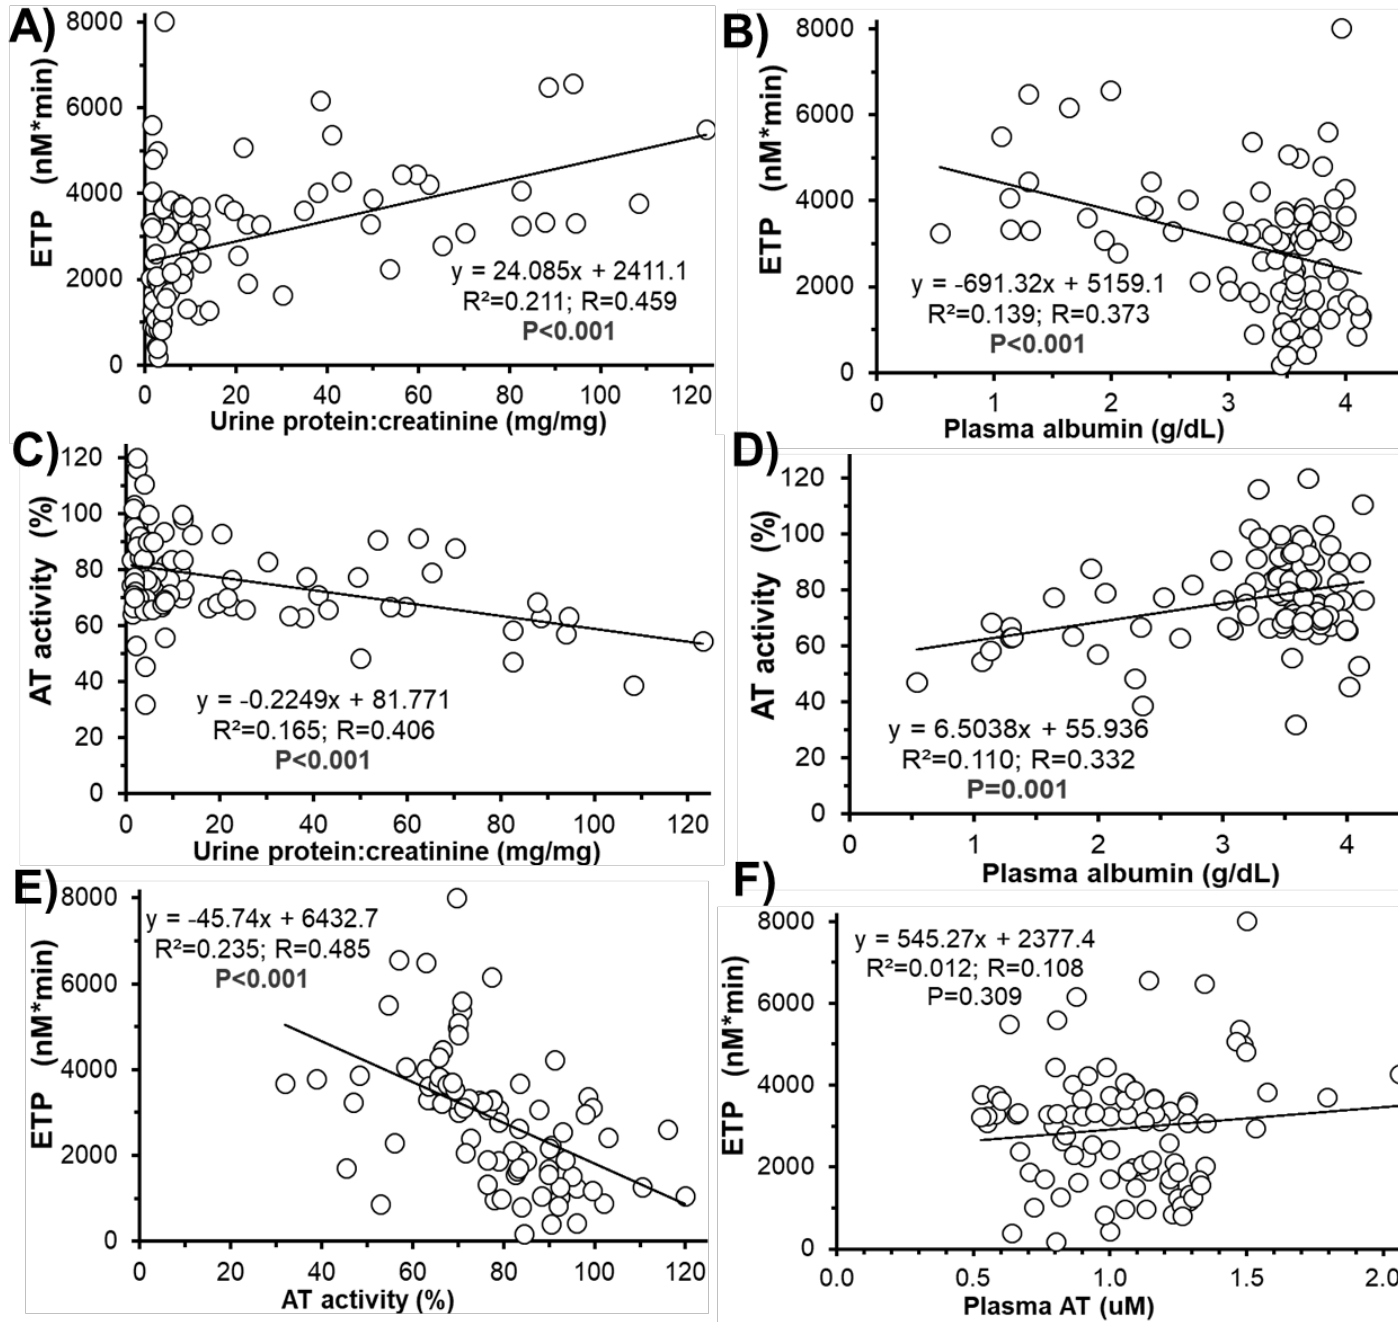 A)
ETP (nM*min)
8000
6000
4000
2000
0
y = 24.085x + 2411.1
R²=0.211; R=0.459
P<0.001
0 20 40 60 80 100 120
Urine protein:creatinine (mg/mg)
B)
ETP (nM*min)
8000
6000
4000
2000
0
y = -691.32x + 5159.1
R²=0.139; R=0.373
P<0.001
0 1 2 3 4
Plasma albumin (g/dL)
C)
AT activity (%)
120
100
80
60
40
20
0
y = -0.2249x + 81.771
R²=0.165; R=0.406
P<0.001
0 20 40 60 80 100 120
Urine protein:creatinine (mg/mg)
D)
AT activity (%)
120
100
80
60
40
20
0
y = 6.5038x + 55.936
R²=0.110; R=0.332
P=0.001
0 1 2 3 4
Plasma albumin (g/dL)
E)
ETP (nM*min)
8000
6000
4000
2000
0
y = -45.74x + 6432.7
R²=0.235; R=0.485
P<0.001
0 20 40 60 80 100 120
AT activity (%)
F)
ETP (nM*min)
8000
6000
4000
2000
0
y = 545.27x + 2377.4
R²=0.012; R=0.108
P=0.309
0.0 0.5 1.0 1.5 2.0
Plasma AT (uM)